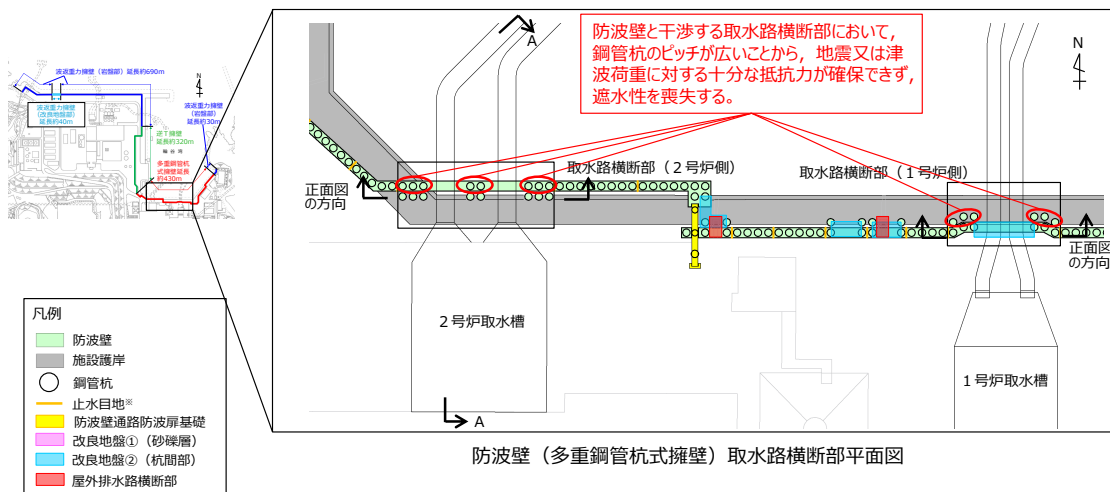 波返重力擁壁（岩盤部）延長約690m
N
波返重力擁壁
（改良地盤部）
延長約40m
波返重力擁壁
（岩盤部）
延長約30m
逆Ｔ擁壁
延長約320m
輪谷湾
多重鋼管杭
式擁壁延長
約430m
凡例
防波壁
施設護岸
鋼管杭
止水目地※
防波壁通路防波扉基礎
改良地盤①（砂礫層）
改良地盤②（杭間部）
屋外排水路横断部
A
防波壁と干渉する取水路横断部において，
鋼管杭のピッチが広いことから，地震又は津
波荷重に対する十分な抵抗力が確保できず，
遮水性を喪失する。
N
取水路横断部（２号炉側）
取水路横断部（１号炉側）
正面図
の方向
正面図
の方向
２号炉取水槽
１号炉取水槽
A
防波壁（多重鋼管杭式擁壁）取水路横断部平面図